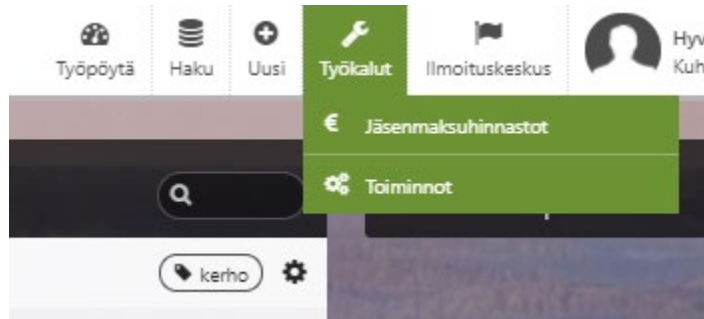 Työpöytä
Haku
Uusi
Työkalut
Ilmoituskeskus
€ Jäsenmaksuhinnastot
Toiminnot
kerho